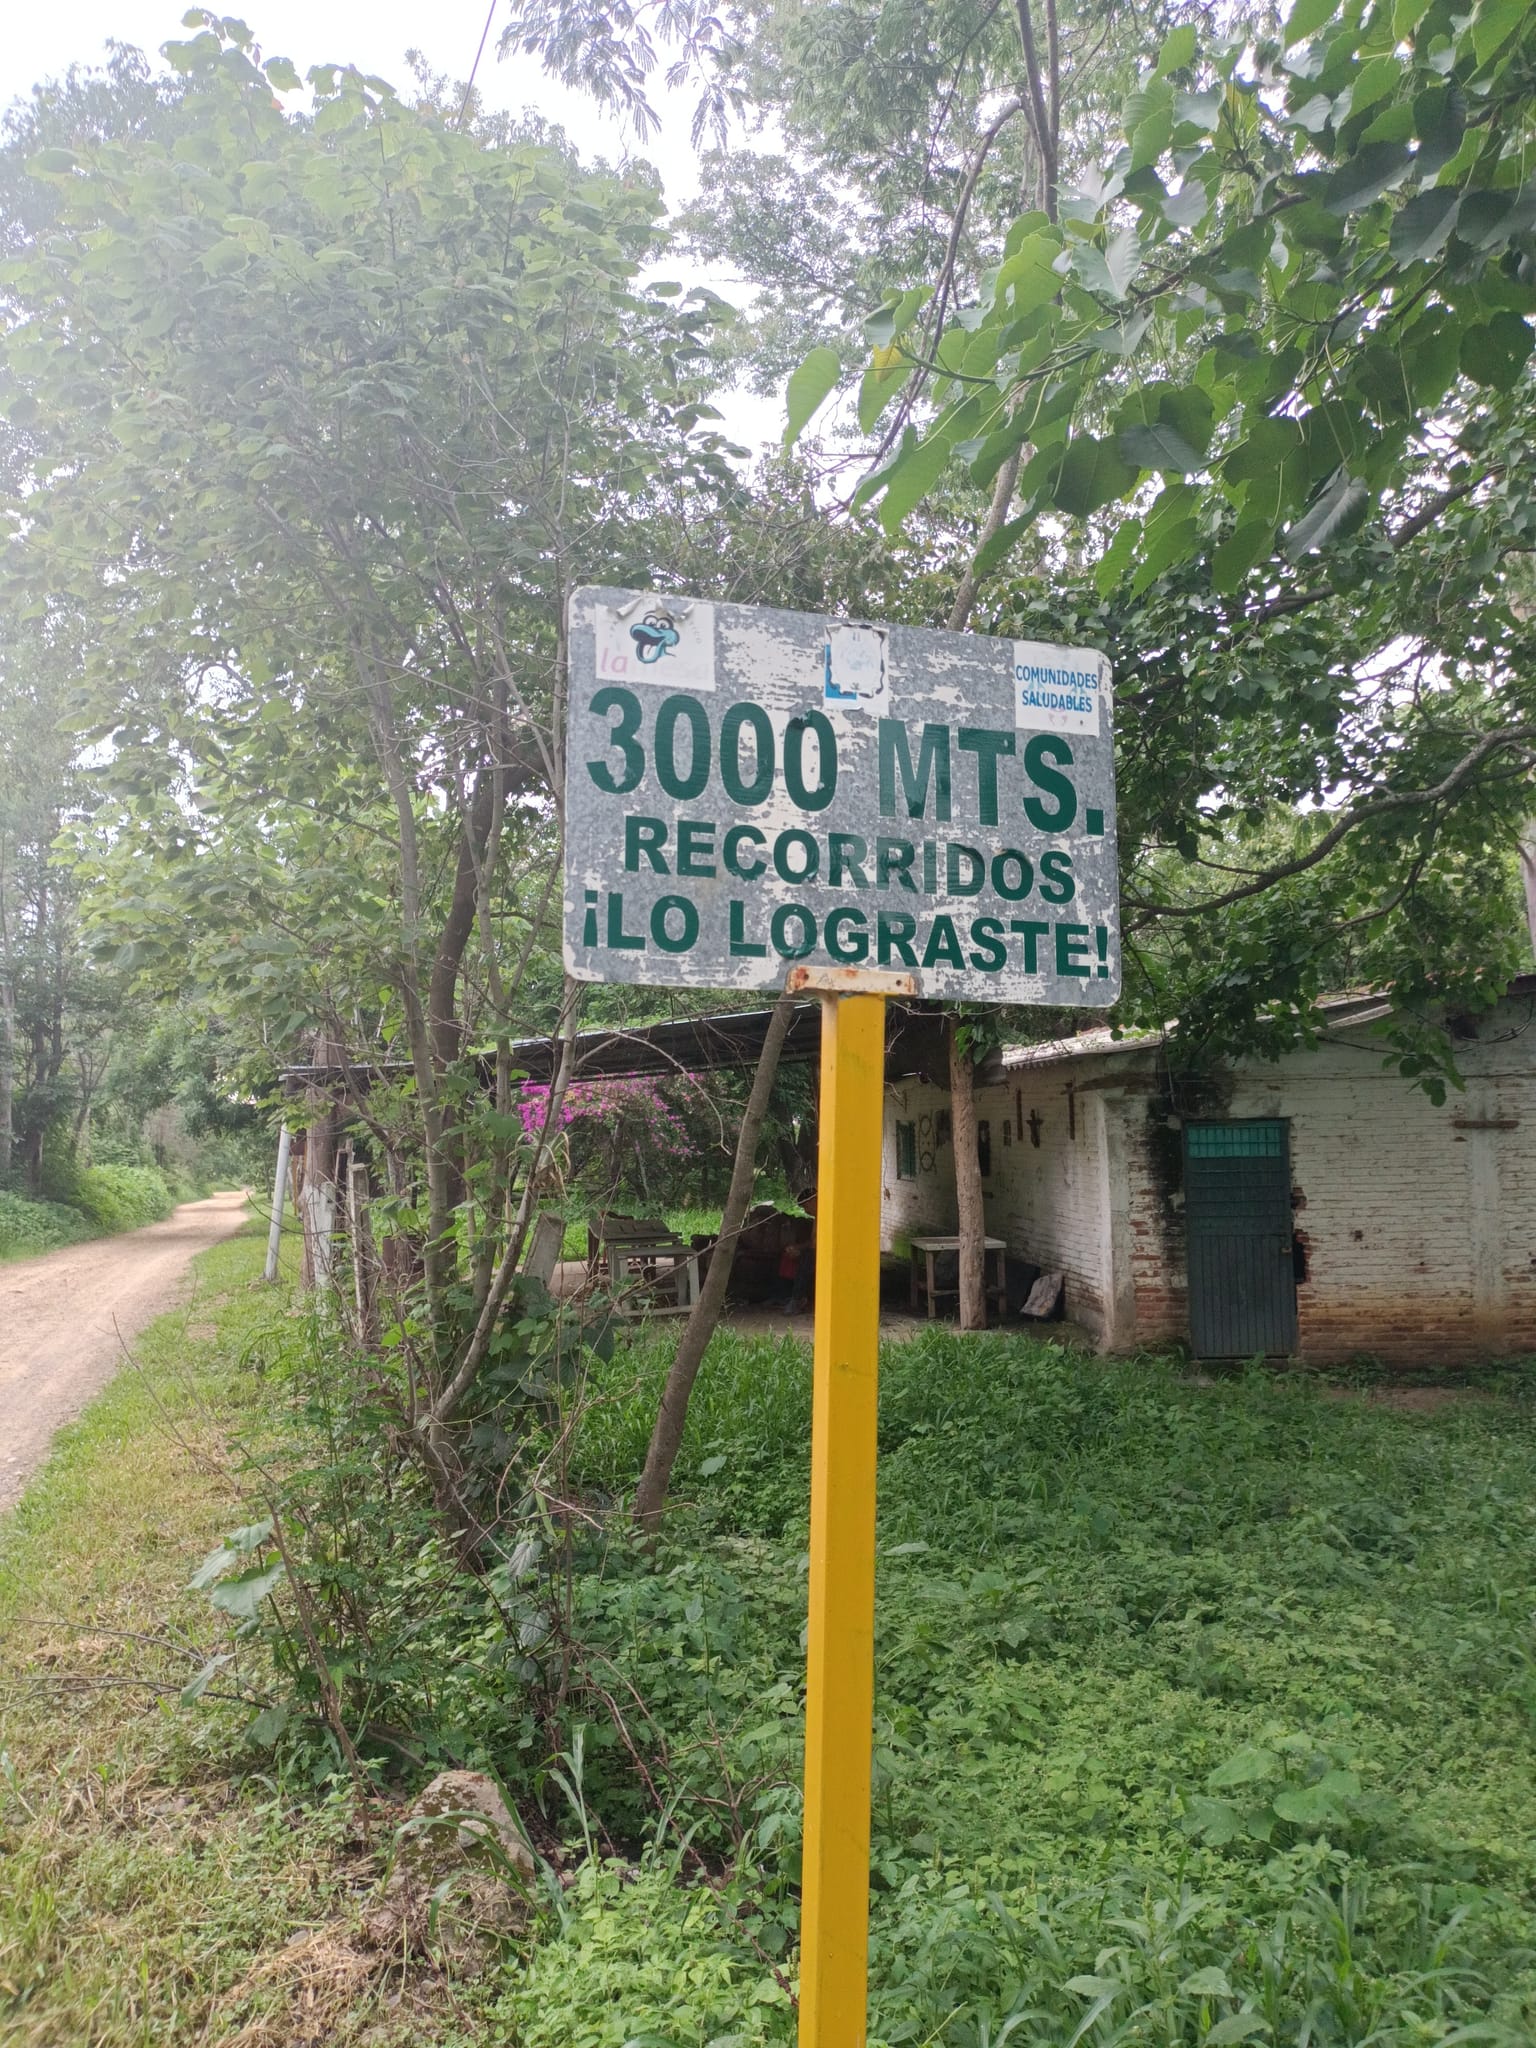 la
COMUNIDADES
SALUDABLES
3000 MTS.
RECORRIDOS
¡LO LOGRASTE!